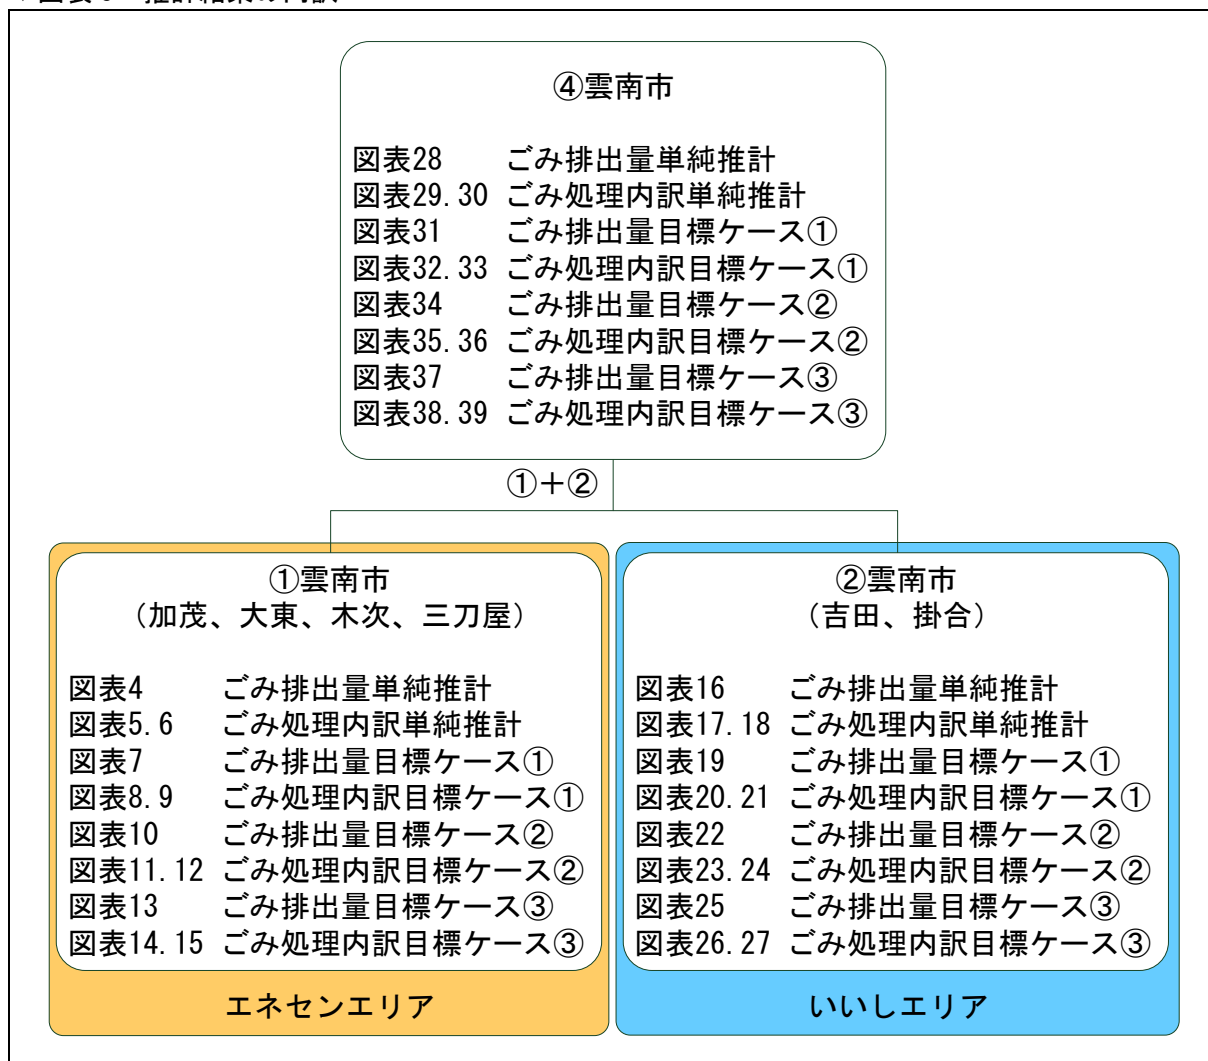 ④雲南市
図表28 ごみ排出量単純推計
図表29.30 ごみ処理内訳単純推計
図表31 ごみ排出量目標ケース①
図表32.33 ごみ処理内訳目標ケース①
図表34 ごみ排出量目標ケース②
図表35.36 ごみ処理内訳目標ケース②
図表37 ごみ排出量目標ケース③
図表38.39 ごみ処理内訳目標ケース③
①＋②
①雲南市
（加茂、大東、木次、三刀屋）
図表4 ごみ排出量単純推計
図表5.6 ごみ処理内訳単純推計
図表7 ごみ排出量目標ケース①
図表8.9 ごみ処理内訳目標ケース①
図表10 ごみ排出量目標ケース②
図表11.12 ごみ処理内訳目標ケース②
図表13 ごみ排出量目標ケース③
図表14.15 ごみ処理内訳目標ケース③
エネセンエリア
②雲南市
（吉田、掛合）
図表16 ごみ排出量単純推計
図表17.18 ごみ処理内訳単純推計
図表19 ごみ排出量目標ケース①
図表20.21 ごみ処理内訳目標ケース①
図表22 ごみ排出量目標ケース②
図表23.24 ごみ処理内訳目標ケース②
図表25 ごみ排出量目標ケース③
図表26.27 ごみ処理内訳目標ケース③
いいしエリア